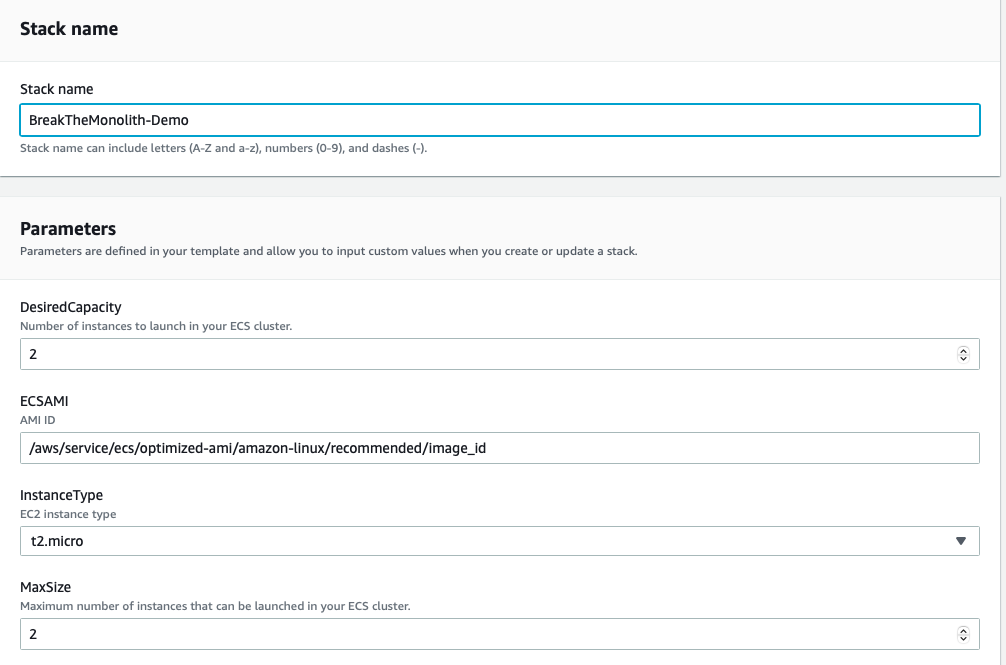 Stack name
Stack name
BreakTheMonolith-Demo
Stack name can include letters (A-Z and a-z), numbers (0-9), and dashes (-).
Parameters
Parameters are defined in your template and allow you to input custom values when you create or update a stack.
DesiredCapacity
Number of instances to launch in your ECS cluster.
2
ECSAMI
AMI ID
/aws/service/ecs/optimized-ami/amazon-linux/recommended/image_id
InstanceType
EC2 instance type
t2.micro
MaxSize
Maximum number of instances that can be launched in your ECS cluster.
2